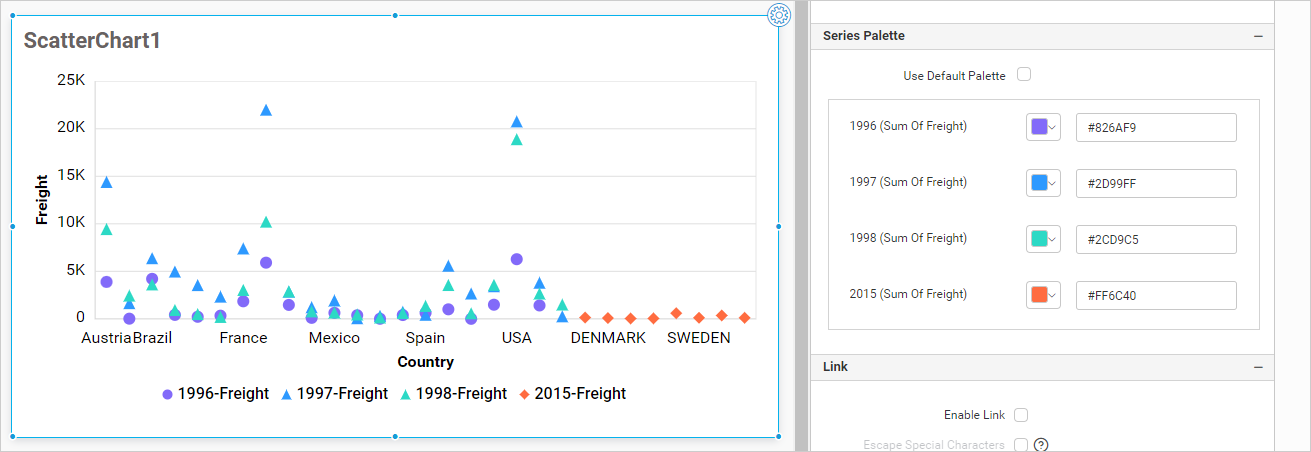 ScatterChart1
25K
20K
15K
10K
5K
0
Freight
Austria Brazil France Mexico Spain USA DENMARK SWEDEN
Country
1996-Freight 1997-Freight 1998-Freight 2015-Freight
Series Palette
Use Default Palette
1996 (Sum Of Freight) #826AF9
1997 (Sum Of Freight) #2D99FF
1998 (Sum Of Freight) #2CD9C5
2015 (Sum Of Freight) #FF6C40
Link
Enable Link
Escape Special Characters ?